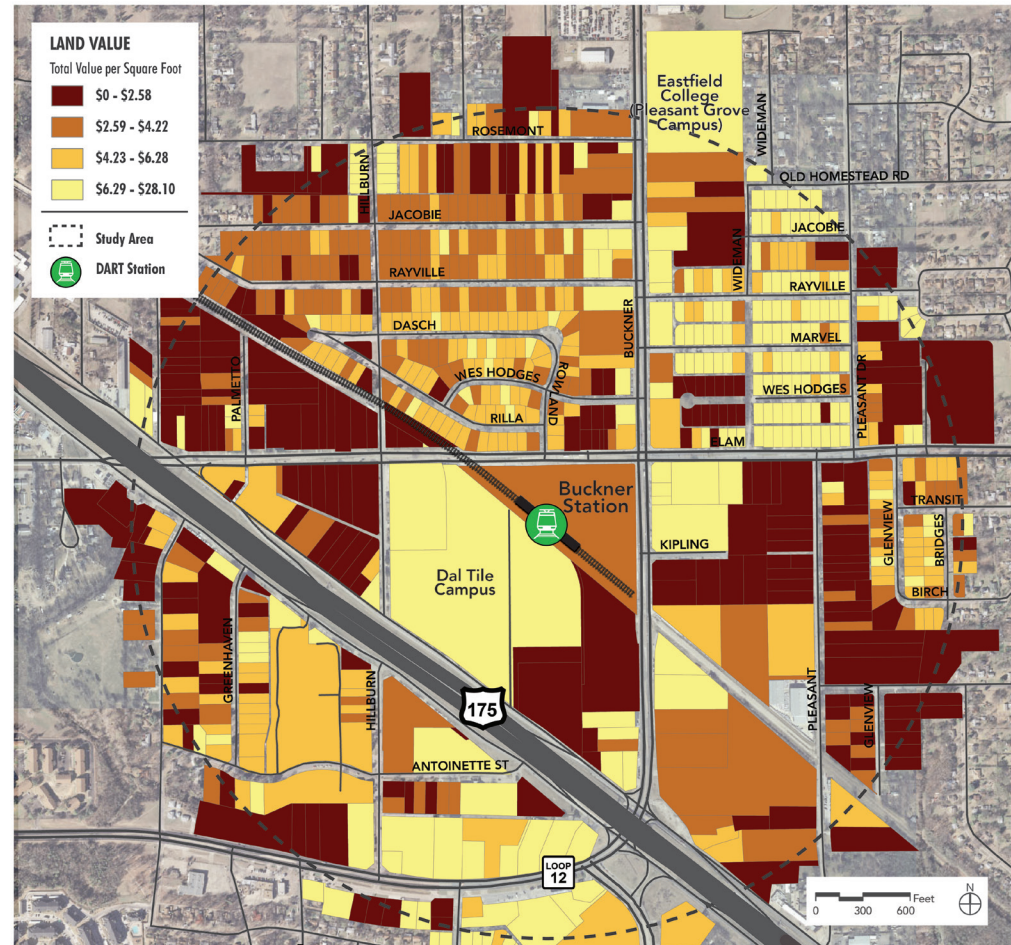 LAND VALUE
Total Value per Square Foot
$0 - $2.58
$2.59 - $4.22
$4.23 - $6.28
$6.29 - $28.10
Study Area
DART Station
Eastfield
College
(Pleasant Grove
Campus)
WIDEMAN
ROSEMONT
HILLBURN
OLD HOMESTEAD RD
JACOBIE
JACOBIE
WIDEMAN
RAYVILLE
RAYVILLE
BUCKNER
DASCH
MARVEL
PALMETTO
WES HODGES
ROWLAND
WES HODGES
PLEASANT DR
RILLA
ELAM
Buckner
Station
TRANSIT
GLENVIEW
BRIDGES
KIPLING
BIRCH
Dal Tile
Campus
GREENHAVEN
HILLBURN
175
PLEASANT
GLENVIEW
ANTOINETTE ST
LOOP
12
Feet
0 300 600
N